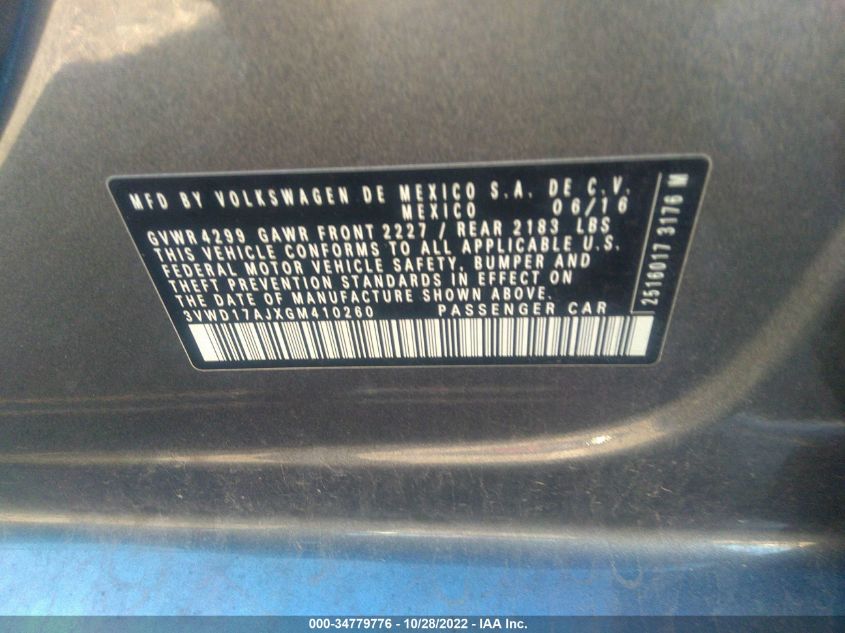 MFD BY VOLKSWAGEN DE MEXICO S.A. DE C.V.
MEXICO 06/16
GVWR 4299 GAWR FRONT 2227 / REAR 2183 LBS
THIS VEHICLE CONFORMS TO ALL APPLICABLE U.S.
FEDERAL MOTOR VEHICLE SAFETY, BUMPER AND
THEFT PREVENTION STANDARDS IN EFFECT ON
THE DATE OF MANUFACTURE SHOWN ABOVE.
3VWD17AJXGM410260 PASSENGER CAR
2516017 3176 M
000-34779776 - 10/28/2022 - IAA Inc.